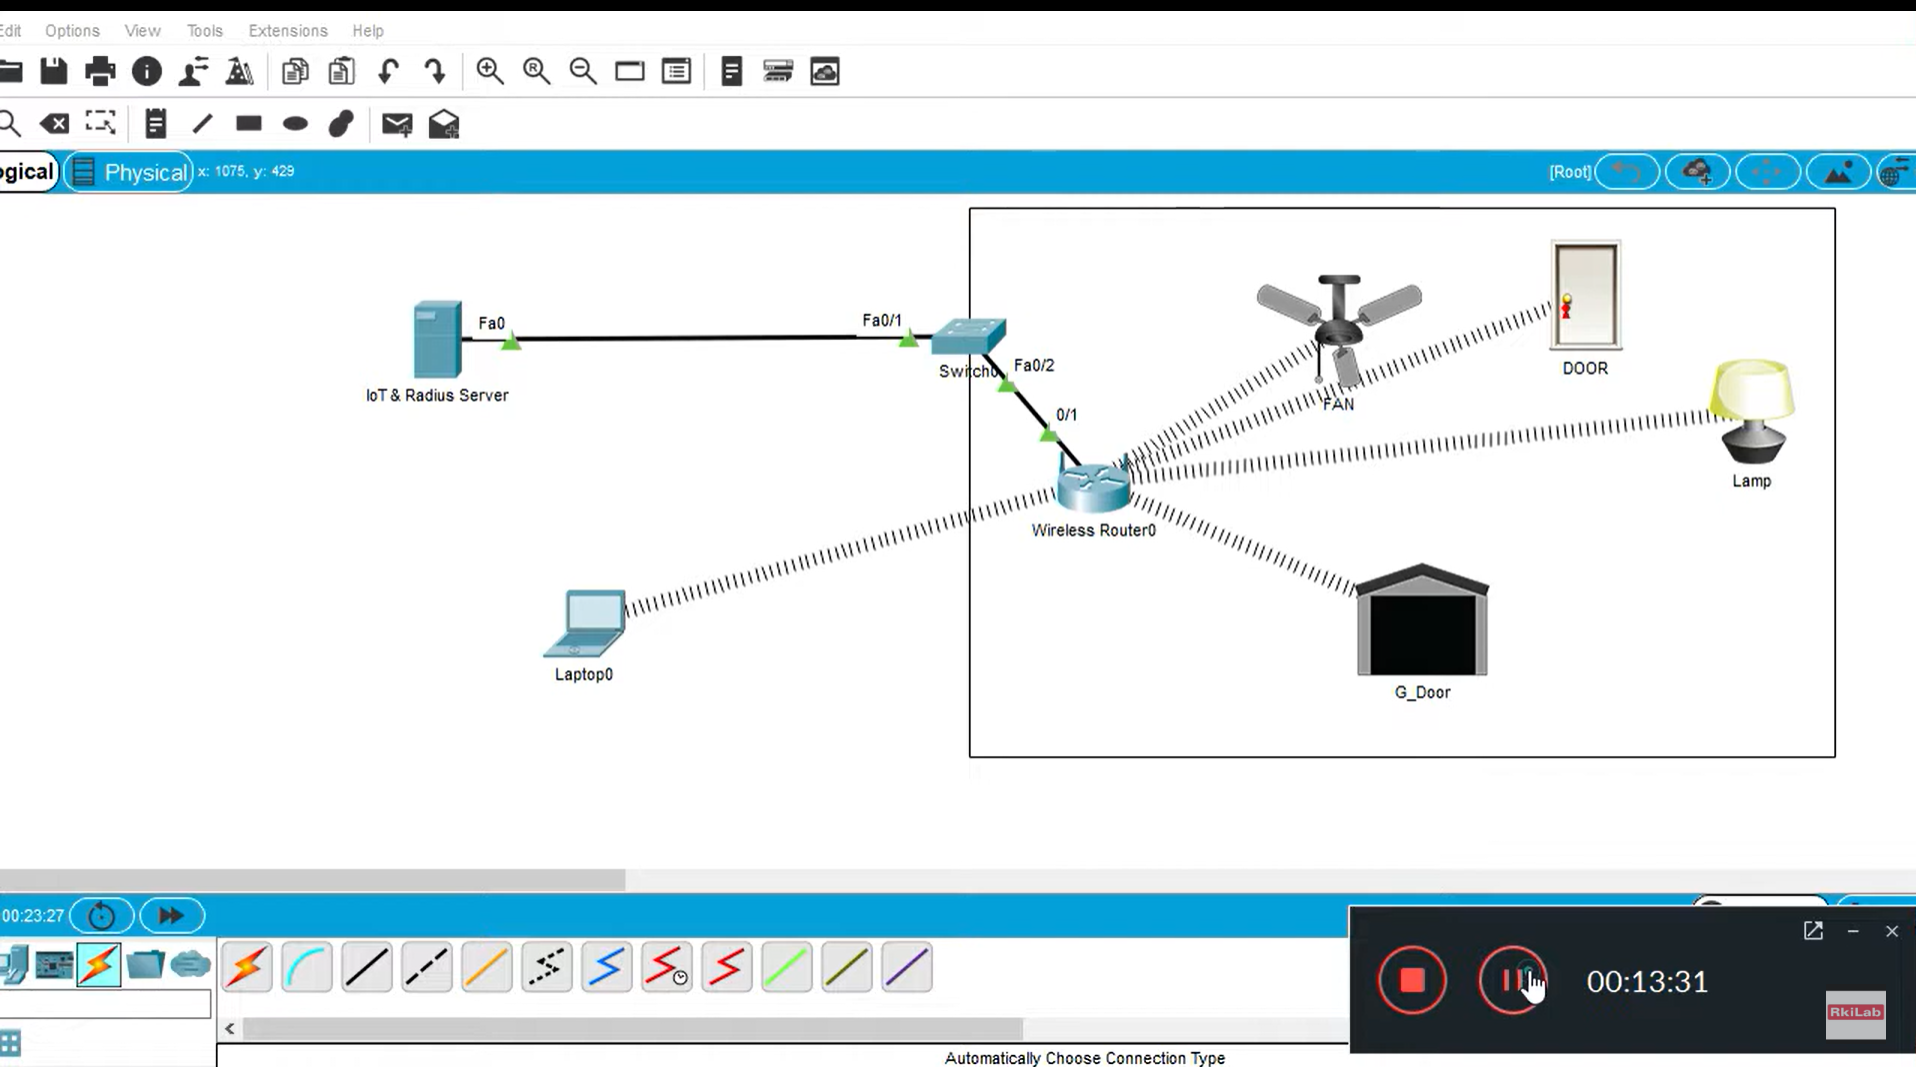 Edit Options View Tools Extensions Help
ogical Physical x: 1075, y: 429 [Root]
Fa0
Fa0/1
IoT & Radius Server
Switch0
Fa0/2
0/1
Wireless Router0
FAN
DOOR
Lamp
Laptop0
G_Door
00:23:27
00:13:31
RkiLab
Automatically Choose Connection Type